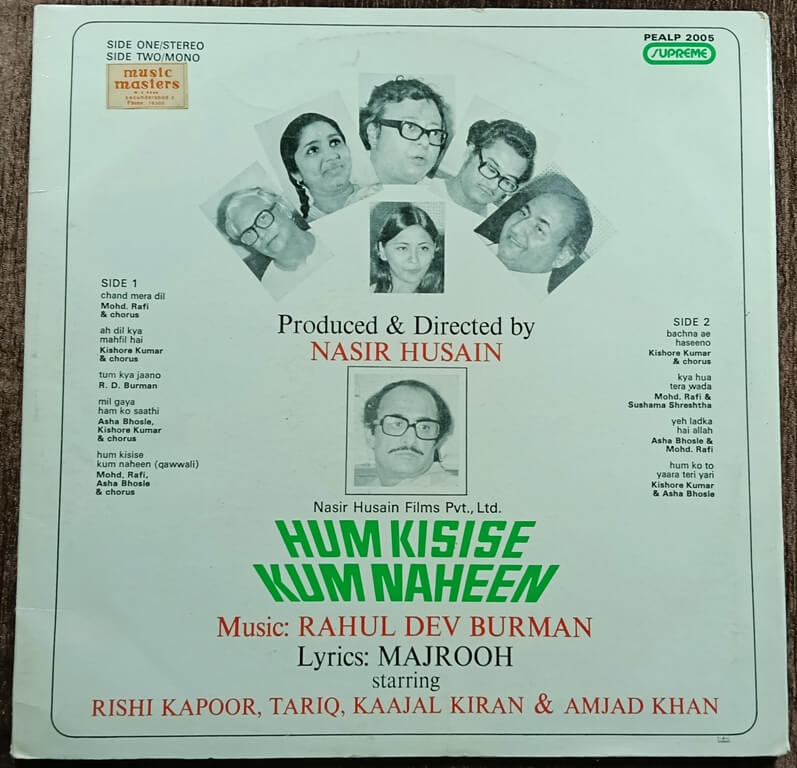 SIDE ONE/STEREO
SIDE TWO/MONO
music
masters
secunderabad 3
PEALP 2005
SUPREME
SIDE 1
chand mera dil
Mohd. Rafi
& chorus
ah dil kya
mahfil hai
Kishore Kumar
& chorus
tum kya jaano
R. D. Burman
mil gaya
ham ko saathi
Asha Bhosle,
Kishore Kumar
& chorus
hum kisise
kum naheen (qawwali)
Mohd. Rafi,
Asha Bhosle
& chorus
SIDE 2
bachna ae
haseeno
Kishore Kumar
& chorus
kya hua
tera wada
Mohd. Rafi &
Sushama Shreshtha
yeh ladka
hai allah
Asha Bhosle &
Mohd. Rafi
hum ko to
yaara teri yari
Kishore Kumar
& Asha Bhosle
Produced & Directed by
NASIR HUSAIN
Nasir Husain Films Pvt., Ltd.
HUM KISISE
KUM NAHEEN
Music: RAHUL DEV BURMAN
Lyrics: MAJROOH
starring
RISHI KAPOOR, TARIQ, KAAJAL KIRAN & AMJAD KHAN